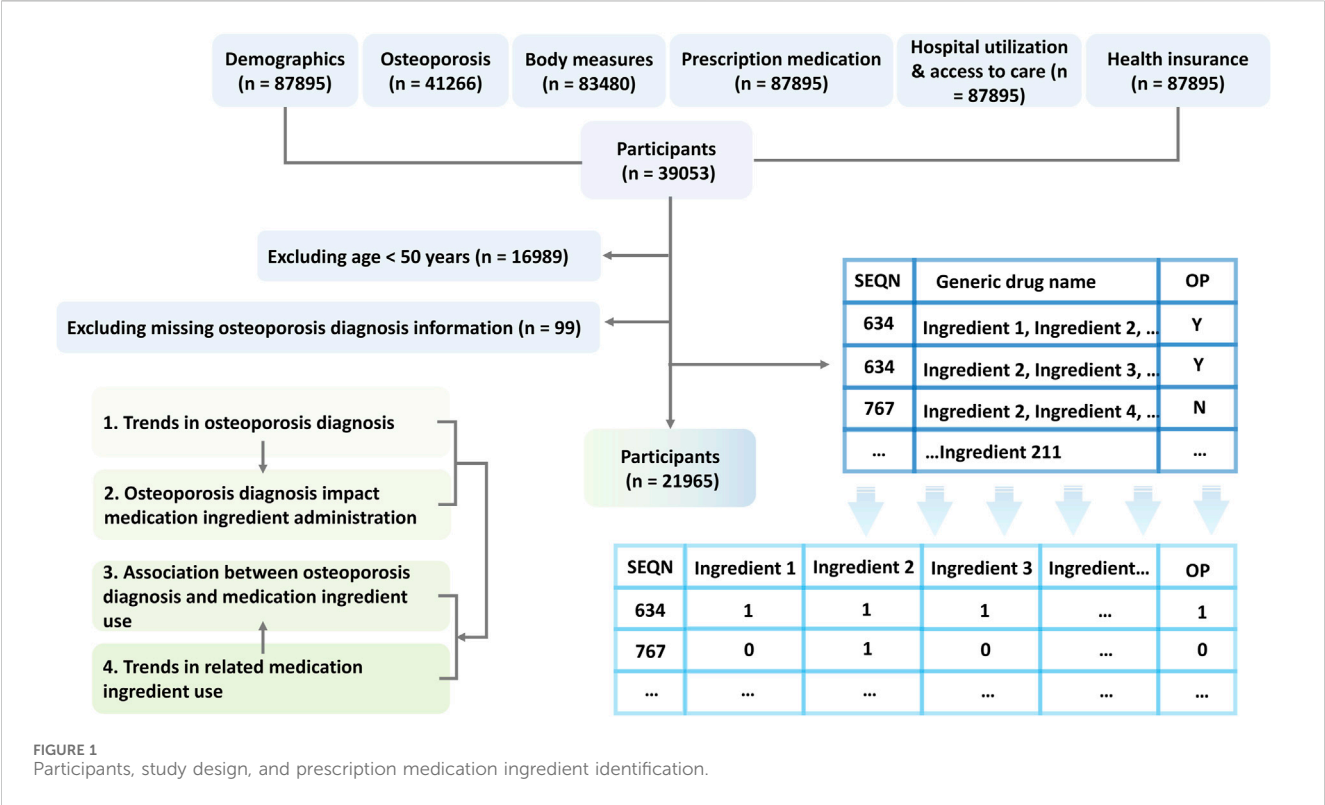 Demographics
(n = 87895)
Osteoporosis
(n = 41266)
Body measures
(n = 83480)
Prescription medication
(n = 87895)
Hospital utilization
& access to care (n
= 87895)
Health insurance
(n = 87895)
Participants
(n = 39053)
Excluding age < 50 years (n = 16989)
Excluding missing osteoporosis diagnosis information (n = 99)
Participants
(n = 21965)
1. Trends in osteoporosis diagnosis
2. Osteoporosis diagnosis impact
medication ingredient administration
3. Association between osteoporosis
diagnosis and medication ingredient
use
4. Trends in related medication
ingredient use
SEQN Generic drug name OP
634 Ingredient 1, Ingredient 2, ... Y
634 Ingredient 2, Ingredient 3, ... Y
767 Ingredient 2, Ingredient 4, ... N
... ...Ingredient 211 ...
SEQN Ingredient 1 Ingredient 2 Ingredient 3 Ingredient... OP
634 1 1 1 ... 1
767 0 1 0 ... 0
... ... ... ... ... ...
FIGURE 1
Participants, study design, and prescription medication ingredient identification.